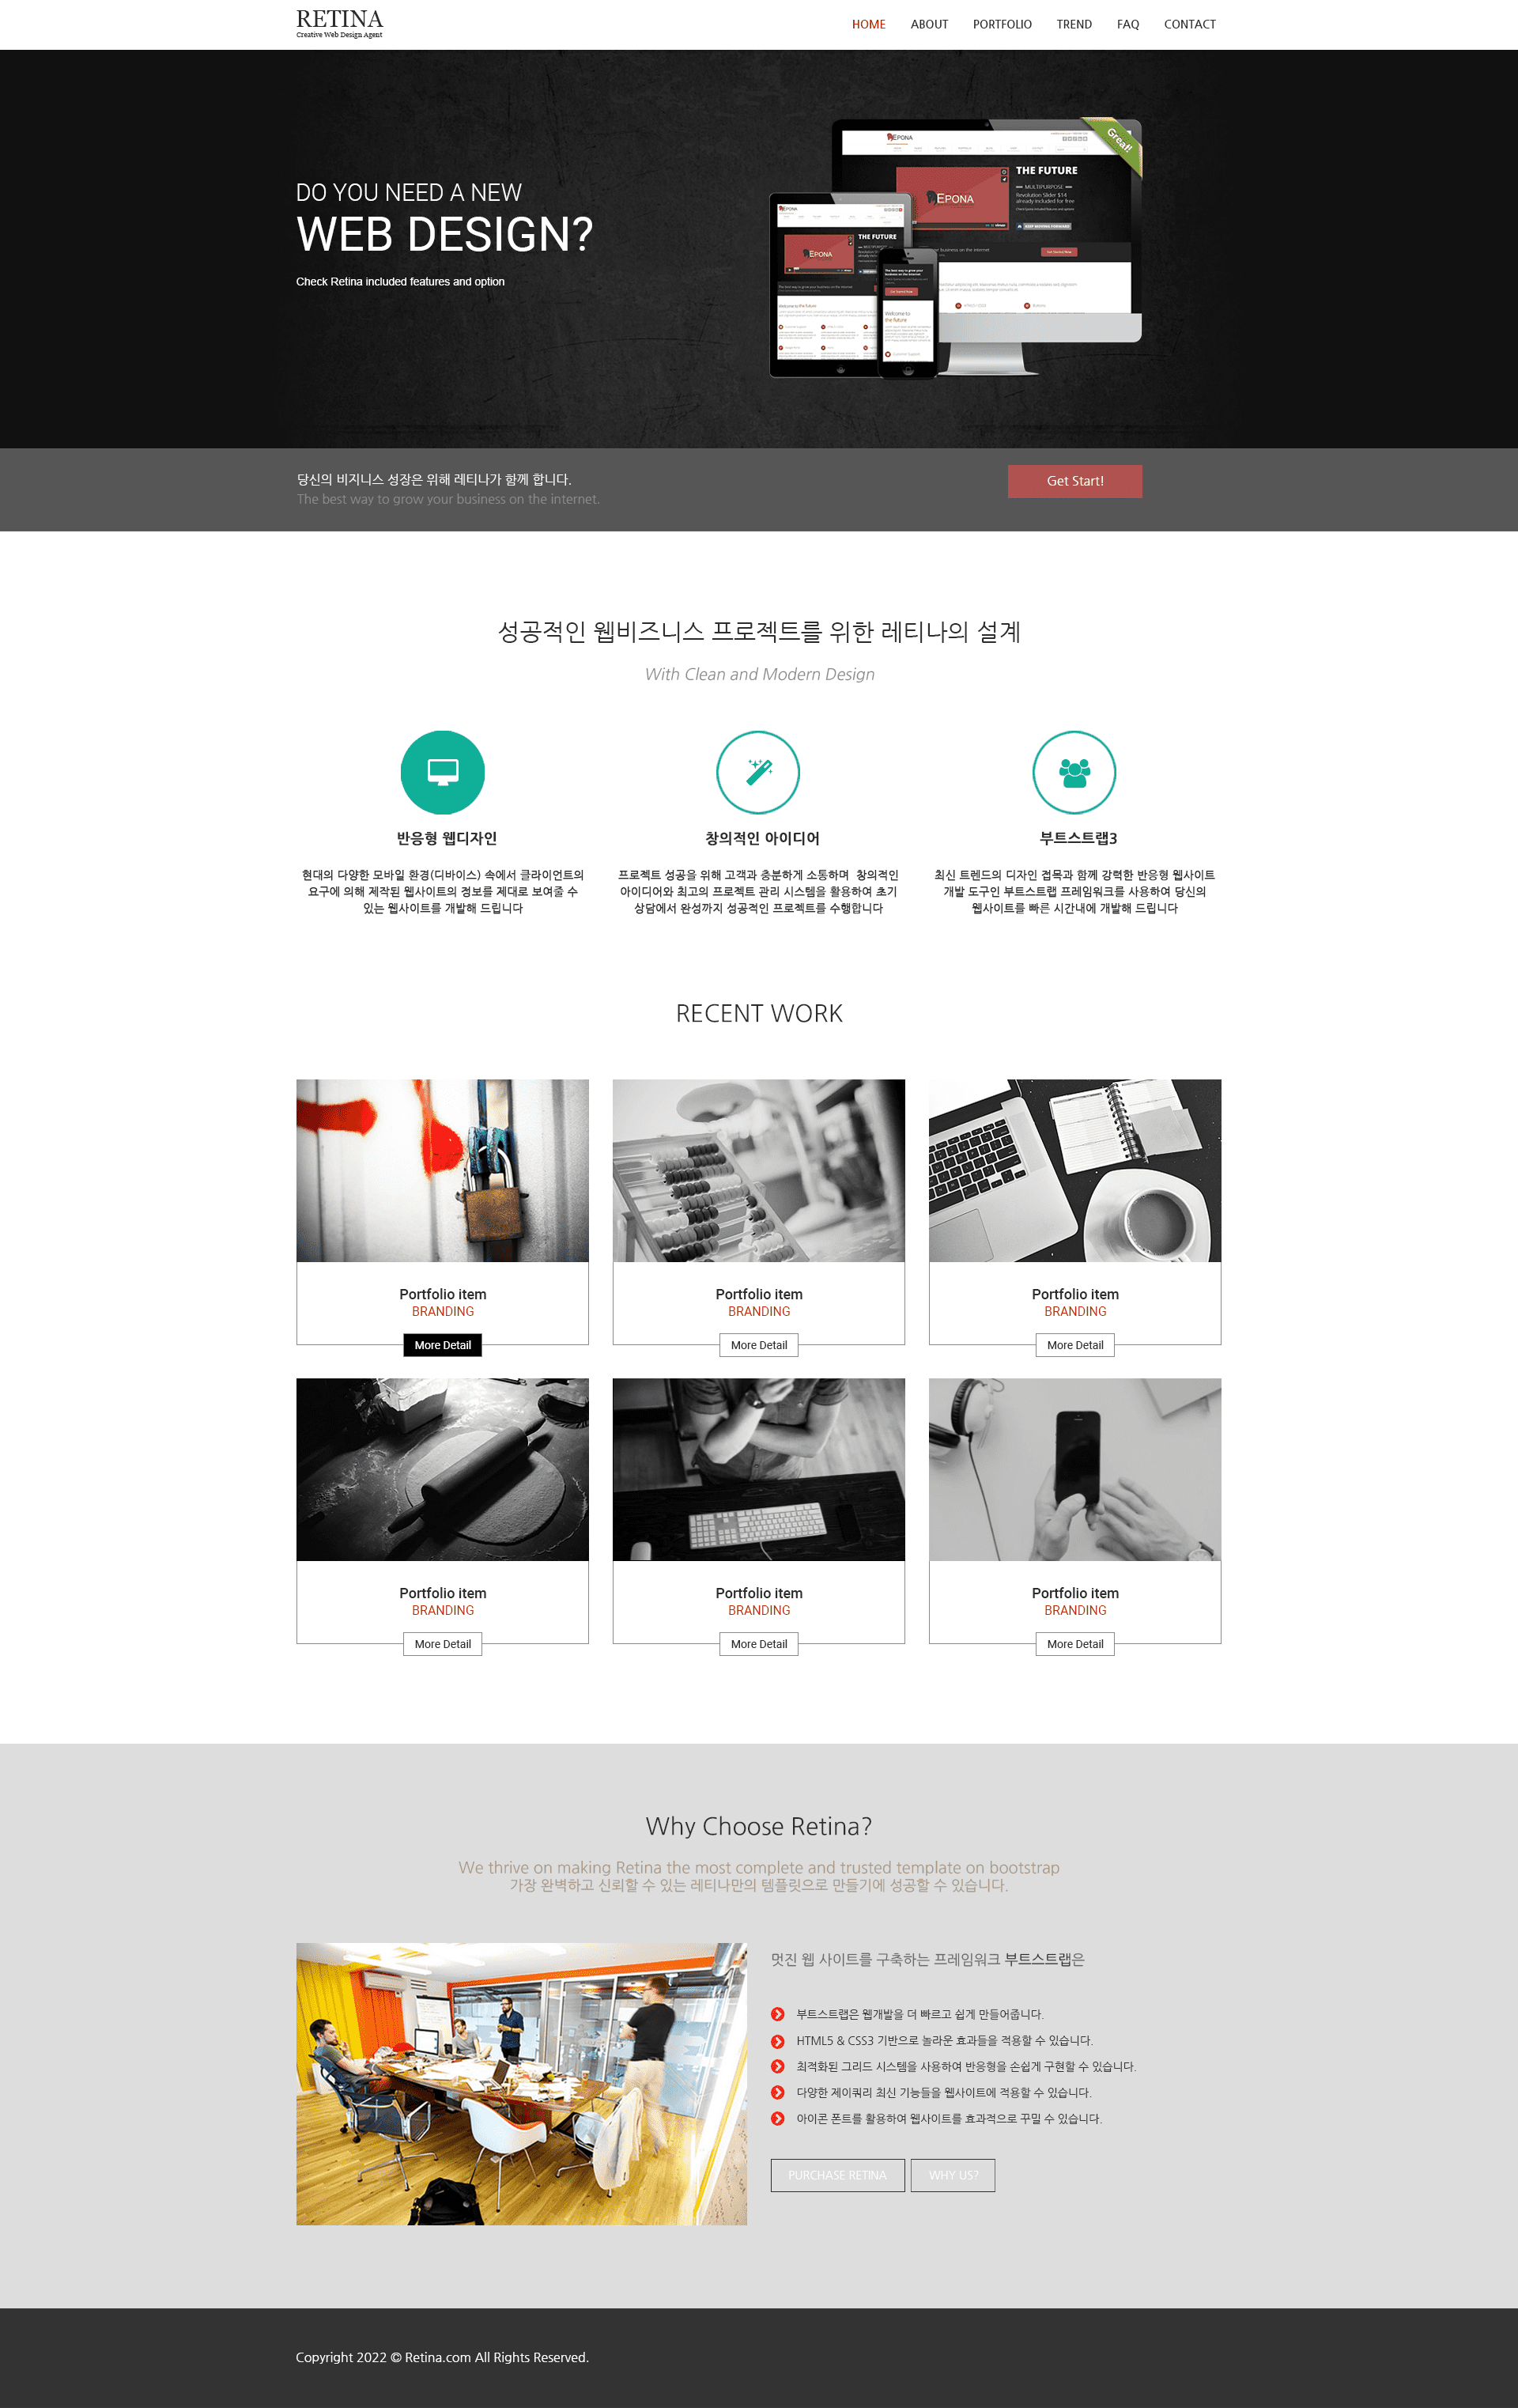 RETINA
Creative Web Design Agent
HOME ABOUT PORTFOLIO TREND FAQ CONTACT
DO YOU NEED A NEW
WEB DESIGN?
Check Retina included features and option
Great!
EPONA
THE FUTURE
MULTIPURPOSE
Revolution Slider $14
already included for free
KEEP MOVING FORWARD
EPONA
EPONA
THE FUTURE
EPONA
Welcome to
the future
당신의 비지니스 성장은 위해 레티나가 함께 합니다.
The best way to grow your business on the internet.
Get Start!
성공적인 웹비즈니스 프로젝트를 위한 레티나의 설계
With Clean and Modern Design
반응형 웹디자인
현대의 다양한 모바일 환경(디바이스) 속에서 클라이언트의
요구에 의해 제작된 웹사이트의 정보를 제대로 보여줄 수
있는 웹사이트를 개발해 드립니다
창의적인 아이디어
프로젝트 성공을 위해 고객과 충분하게 소통하며 창의적인
아이디어와 최고의 프로젝트 관리 시스템을 활용하여 초기
상담에서 완성까지 성공적인 프로젝트를 수행합니다
부트스트랩3
최신 트렌드의 디자인 접목과 함께 강력한 반응형 웹사이트
개발 도구인 부트스트랩 프레임워크를 사용하여 당신의
웹사이트를 빠른 시간내에 개발해 드립니다
RECENT WORK
Portfolio item
BRANDING
More Detail
Portfolio item
BRANDING
More Detail
Portfolio item
BRANDING
More Detail
Portfolio item
BRANDING
More Detail
Portfolio item
BRANDING
More Detail
Portfolio item
BRANDING
More Detail
Why Choose Retina?
We thrive on making Retina the most complete and trusted template on bootstrap
가장 완벽하고 신뢰할 수 있는 레티나만의 템플릿으로 만들기에 성공할 수 있습니다.
멋진 웹 사이트를 구축하는 프레임워크 부트스트랩은
부트스트랩은 웹개발을 더 빠르고 쉽게 만들어줍니다.
HTML5 & CSS3 기반으로 놀라운 효과들을 적용할 수 있습니다.
최적화된 그리드 시스템을 사용하여 반응형을 손쉽게 구현할 수 있습니다.
다양한 제이쿼리 최신 기능들을 웹사이트에 적용할 수 있습니다.
아이콘 폰트를 활용하여 웹사이트를 효과적으로 꾸밀 수 있습니다.
PURCHASE RETINA
WHY US?
Copyright 2022 © Retina.com All Rights Reserved.